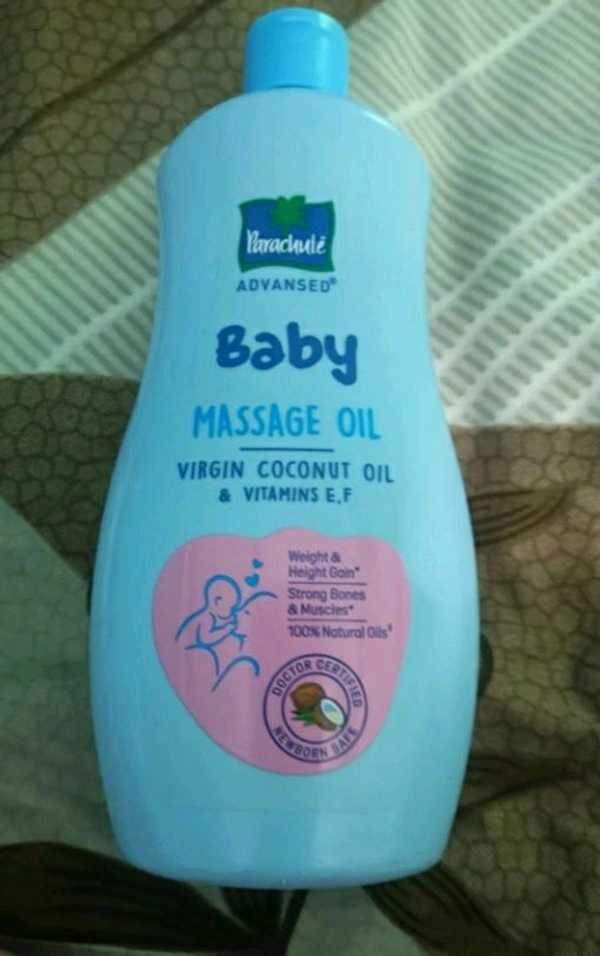 Parachutē
ADVANSED®
Baby
MASSAGE OIL
VIRGIN COCONUT OIL
& VITAMINS E,F
Weight &
Height Gain*
Strong Bones
& Muscles*
100% Natural Oils‡
DOCTOR CERTIFIED
NEWBORN SAFE